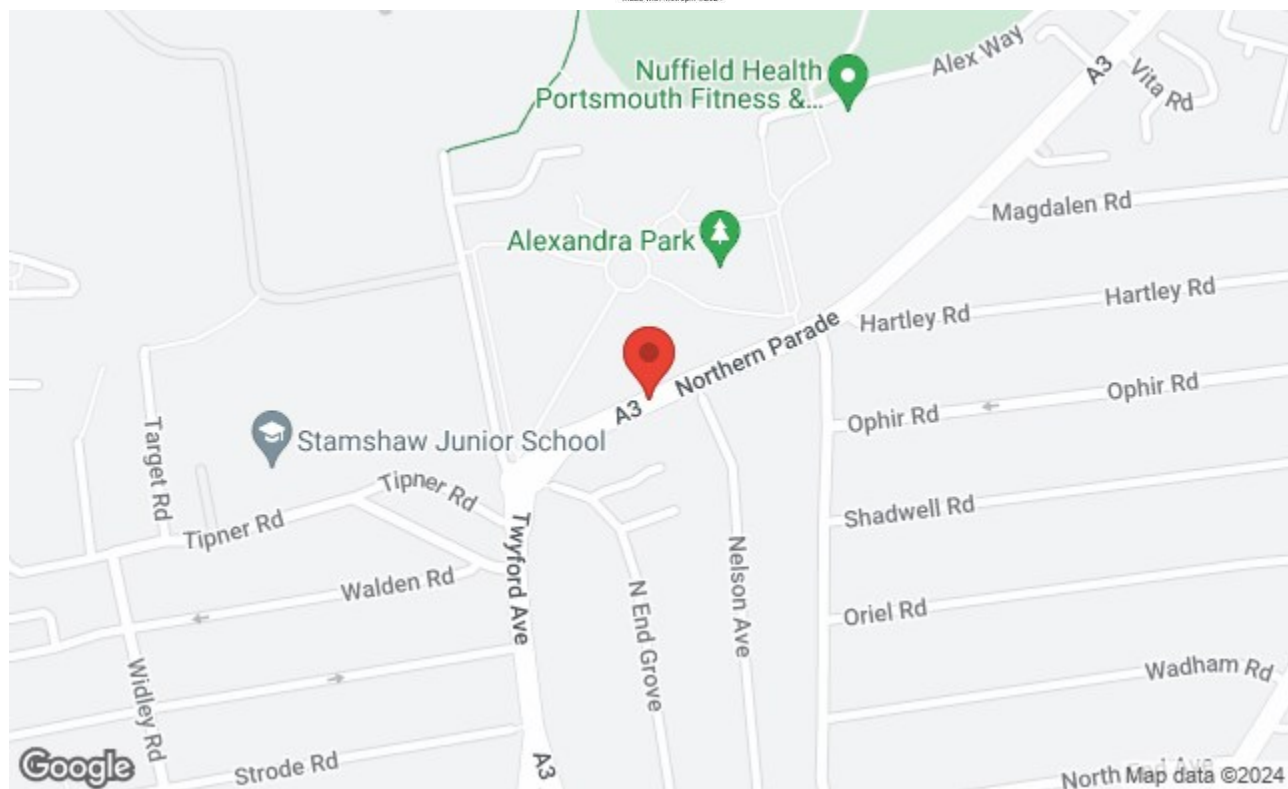 Nuffield Health
Portsmouth Fitness &...
Alex Way
A3
Vita Rd
Magdalen Rd
Alexandra Park
Hartley Rd
Hartley Rd
Northern Parade
A3
Ophir Rd
Ophir Rd
Stamshaw Junior School
Target Rd
Tipner Rd
Tipner Rd
Shadwell Rd
Twyford Ave
Nelson Ave
Walden Rd
N End Grove
Oriel Rd
Widley Rd
Wadham Rd
Strode Rd
A3
North End Ave
Google
Map data ©2024